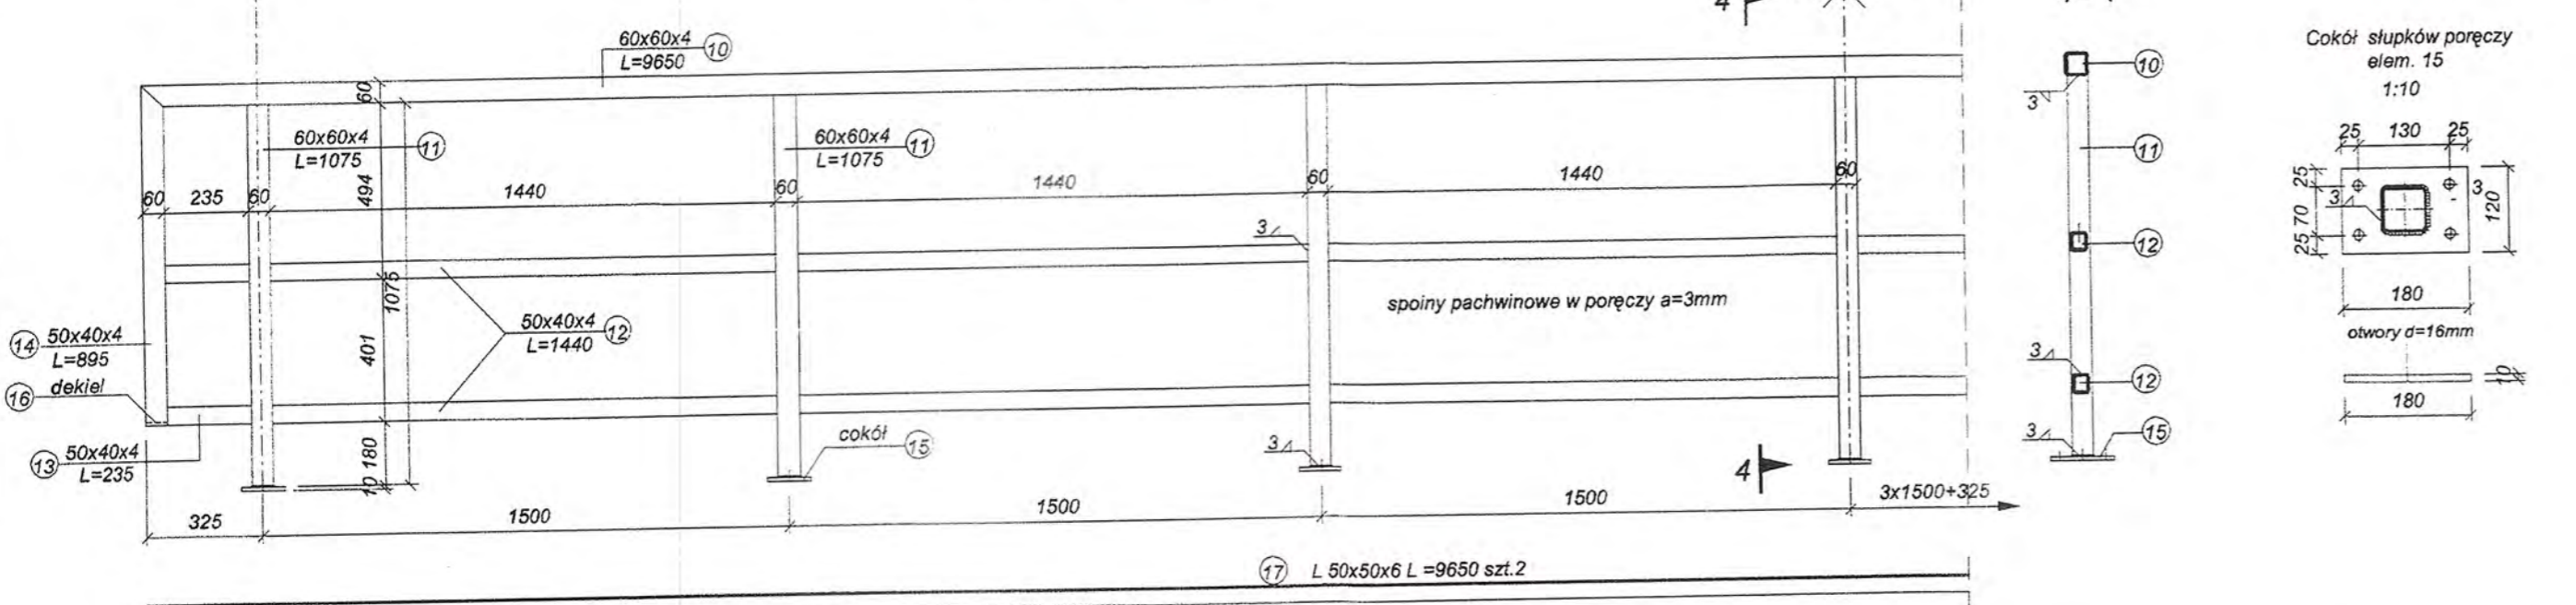 4
60x60x4
L=9650
10
60
60x60x4
L=1075
11
60x60x4
L=1075
11
494
60
235
60
1440
60
1440
60
1440
60
1075
3
401
50x40x4
L=1440
12
spoiny pachwinowe w poręczy a=3mm
14
50x40x4
L=895
16
dekiel
13
50x40x4
L=235
180
10
cokół
15
3
4
325
1500
1500
1500
3x1500+325
17
L 50x50x6 L =9650 szt.2
10
3
11
12
3
12
3
15
Cokół słupków poręczy
elem. 15
1:10
25
130
25
25
70
25
3
3
120
180
otwory d=16mm
10
180